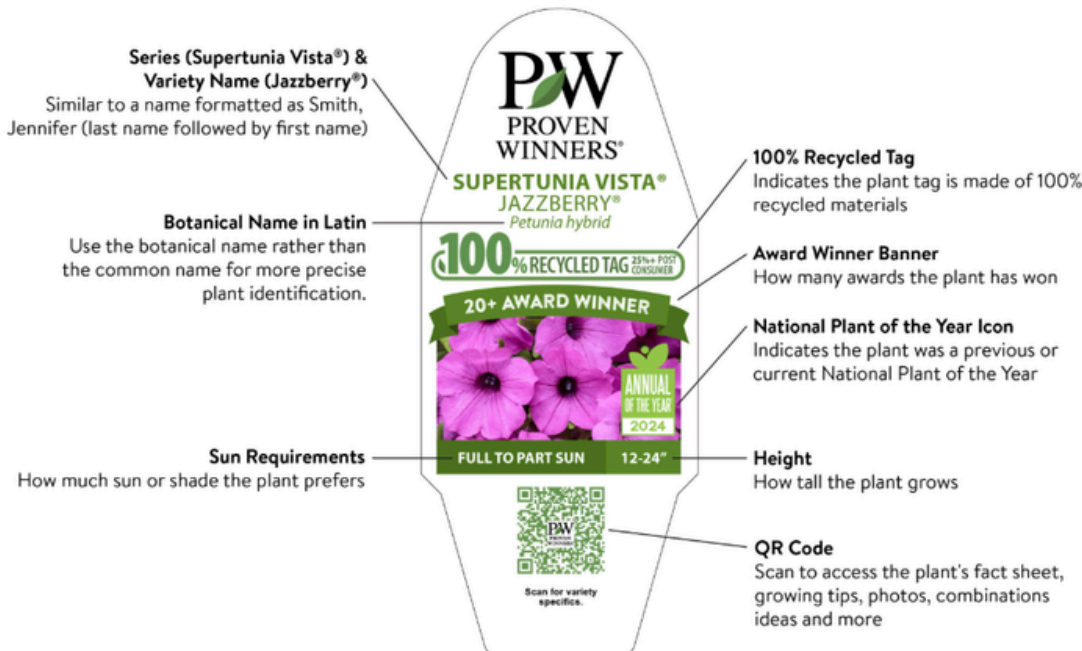 Series (Supertunia Vista®) &
Variety Name (Jazzberry®)
Similar to a name formatted as Smith,
Jennifer (last name followed by first name)
Botanical Name in Latin
Use the botanical name rather than
the common name for more precise
plant identification.
Sun Requirements
How much sun or shade the plant prefers
PW
PROVEN
WINNERS®
SUPERTUNIA VISTA®
JAZZBERRY®
Petunia hybrid
100% RECYCLED TAG 25%+ POST
CONSUMER
20+ AWARD WINNER
ANNUAL
OF THE YEAR
2024
FULL TO PART SUN 12-24"
PW
PROVEN
WINNERS
Scan for variety
specifics.
100% Recycled Tag
Indicates the plant tag is made of 100%
recycled materials
Award Winner Banner
How many awards the plant has won
National Plant of the Year Icon
Indicates the plant was a previous or
current National Plant of the Year
Height
How tall the plant grows
QR Code
Scan to access the plant's fact sheet,
growing tips, photos, combinations
ideas and more